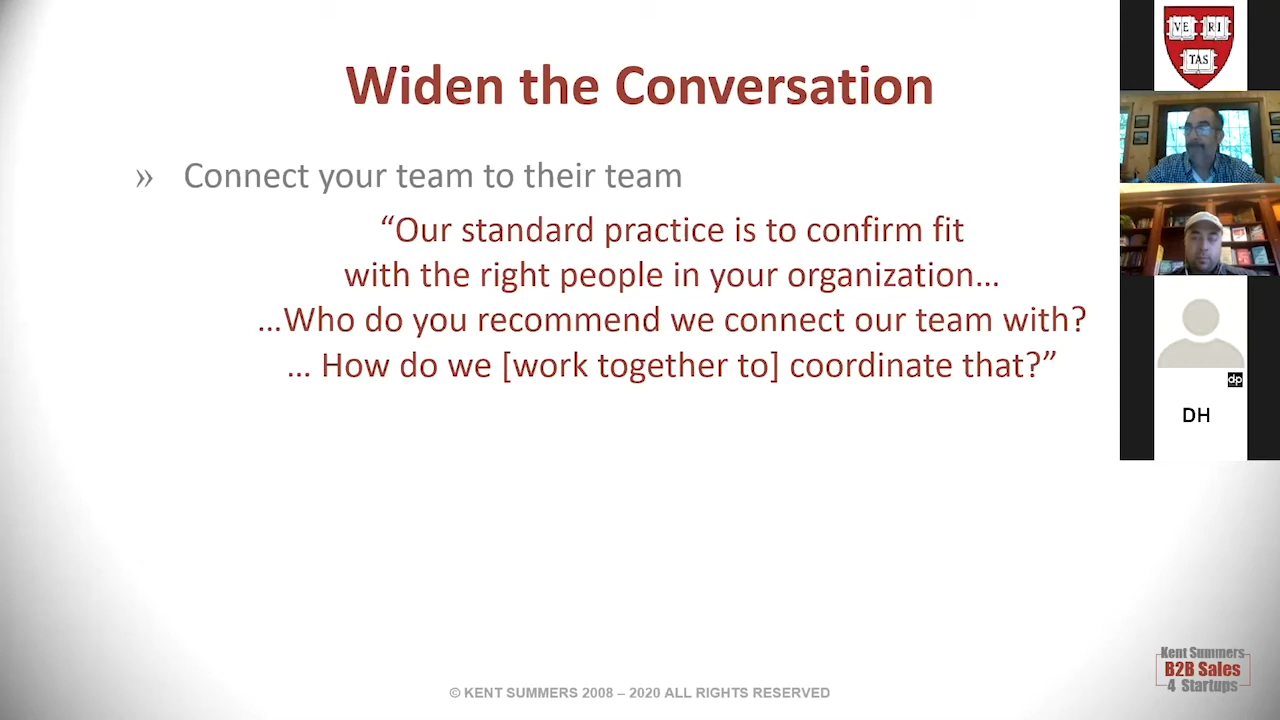 Widen the Conversation
» Connect your team to their team
“Our standard practice is to confirm fit
with the right people in your organization…
…Who do you recommend we connect our team with?
… How do we [work together to] coordinate that?”
VE RI
TAS
dp
DH
Kent Summers
B2B Sales
4 Startups
© KENT SUMMERS 2008 – 2020 ALL RIGHTS RESERVED